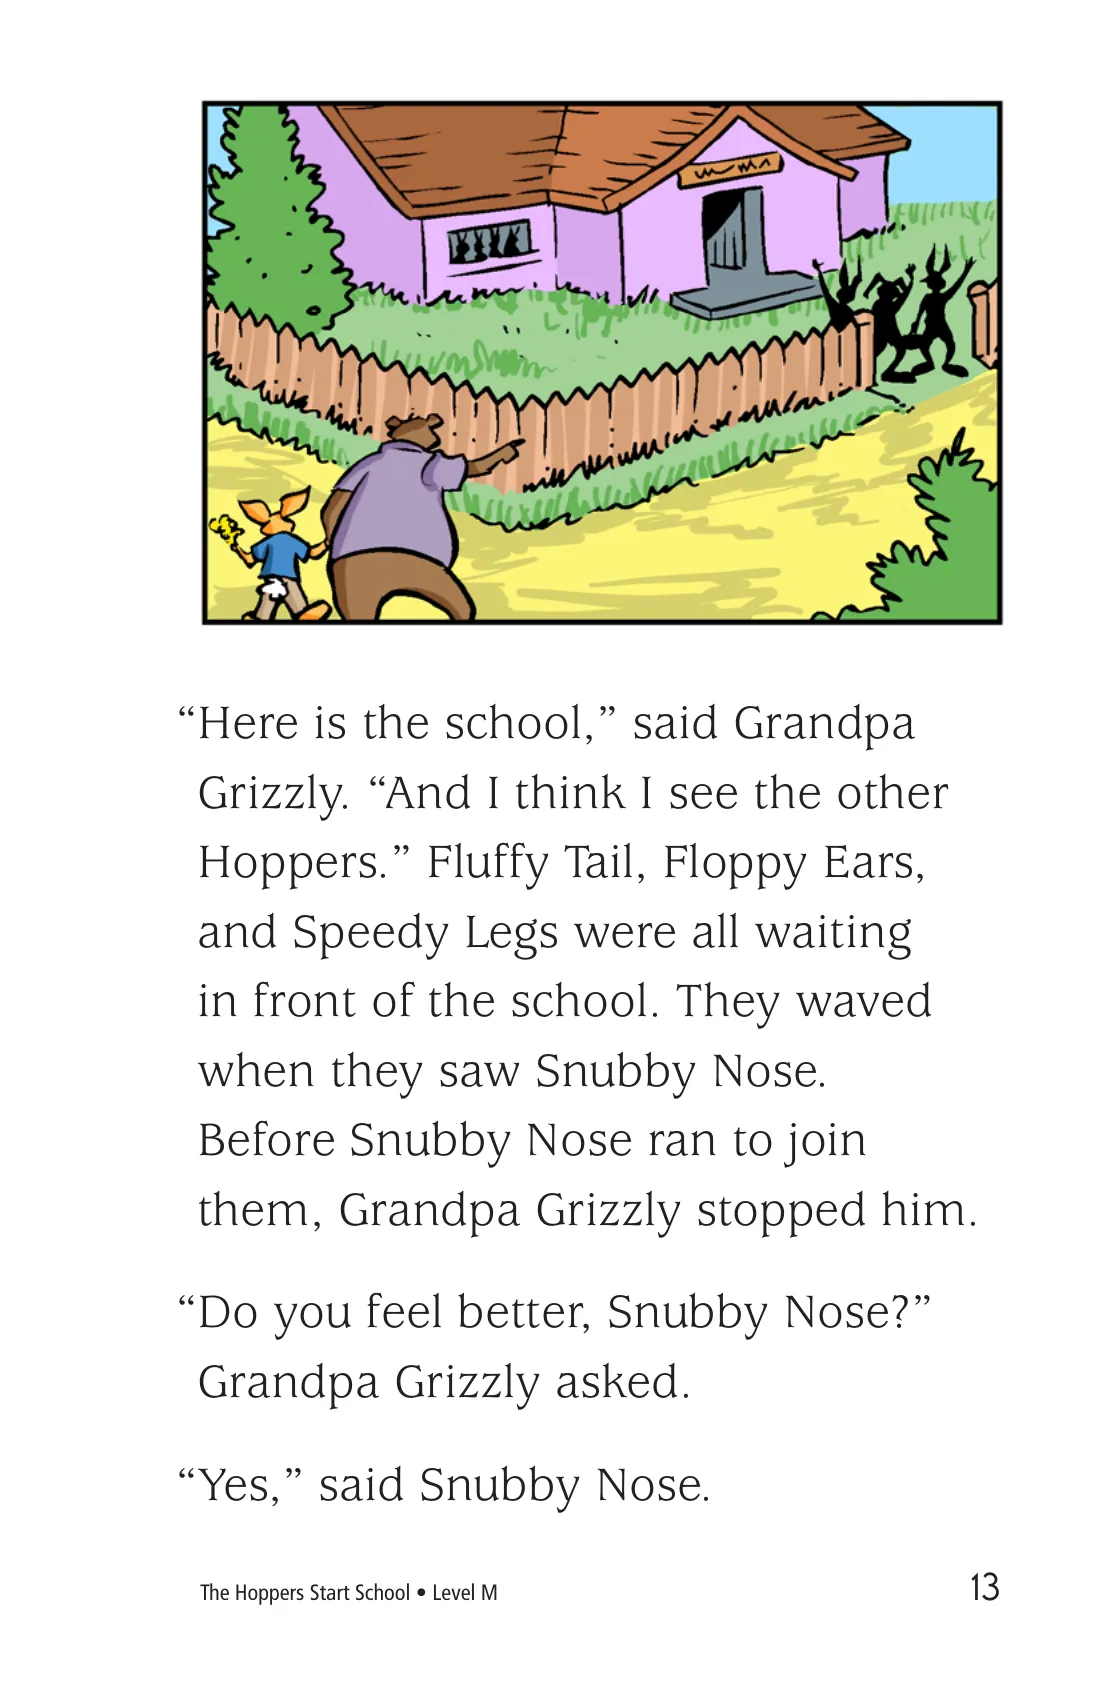 “Here is the school,” said Grandpa
Grizzly. “And I think I see the other
Hoppers.” Fluffy Tail, Floppy Ears,
and Speedy Legs were all waiting
in front of the school. They waved
when they saw Snubby Nose.
Before Snubby Nose ran to join
them, Grandpa Grizzly stopped him.
“Do you feel better, Snubby Nose?”
Grandpa Grizzly asked.
“Yes,” said Snubby Nose.
The Hoppers Start School • Level M
13